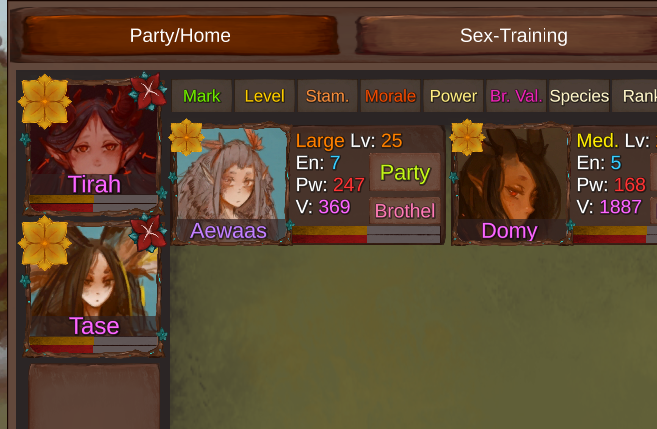 Party/Home
Sex-Training
Mark
Level
Stam.
Morale
Power
Br. Val.
Species
Rank
Tirah
Tase
Large Lv: 25
En: 7
Pw: 247
V: 369
Party
Brothel
Aewaas
Med. Lv:
En: 5
Pw: 168
V: 1887
Domy